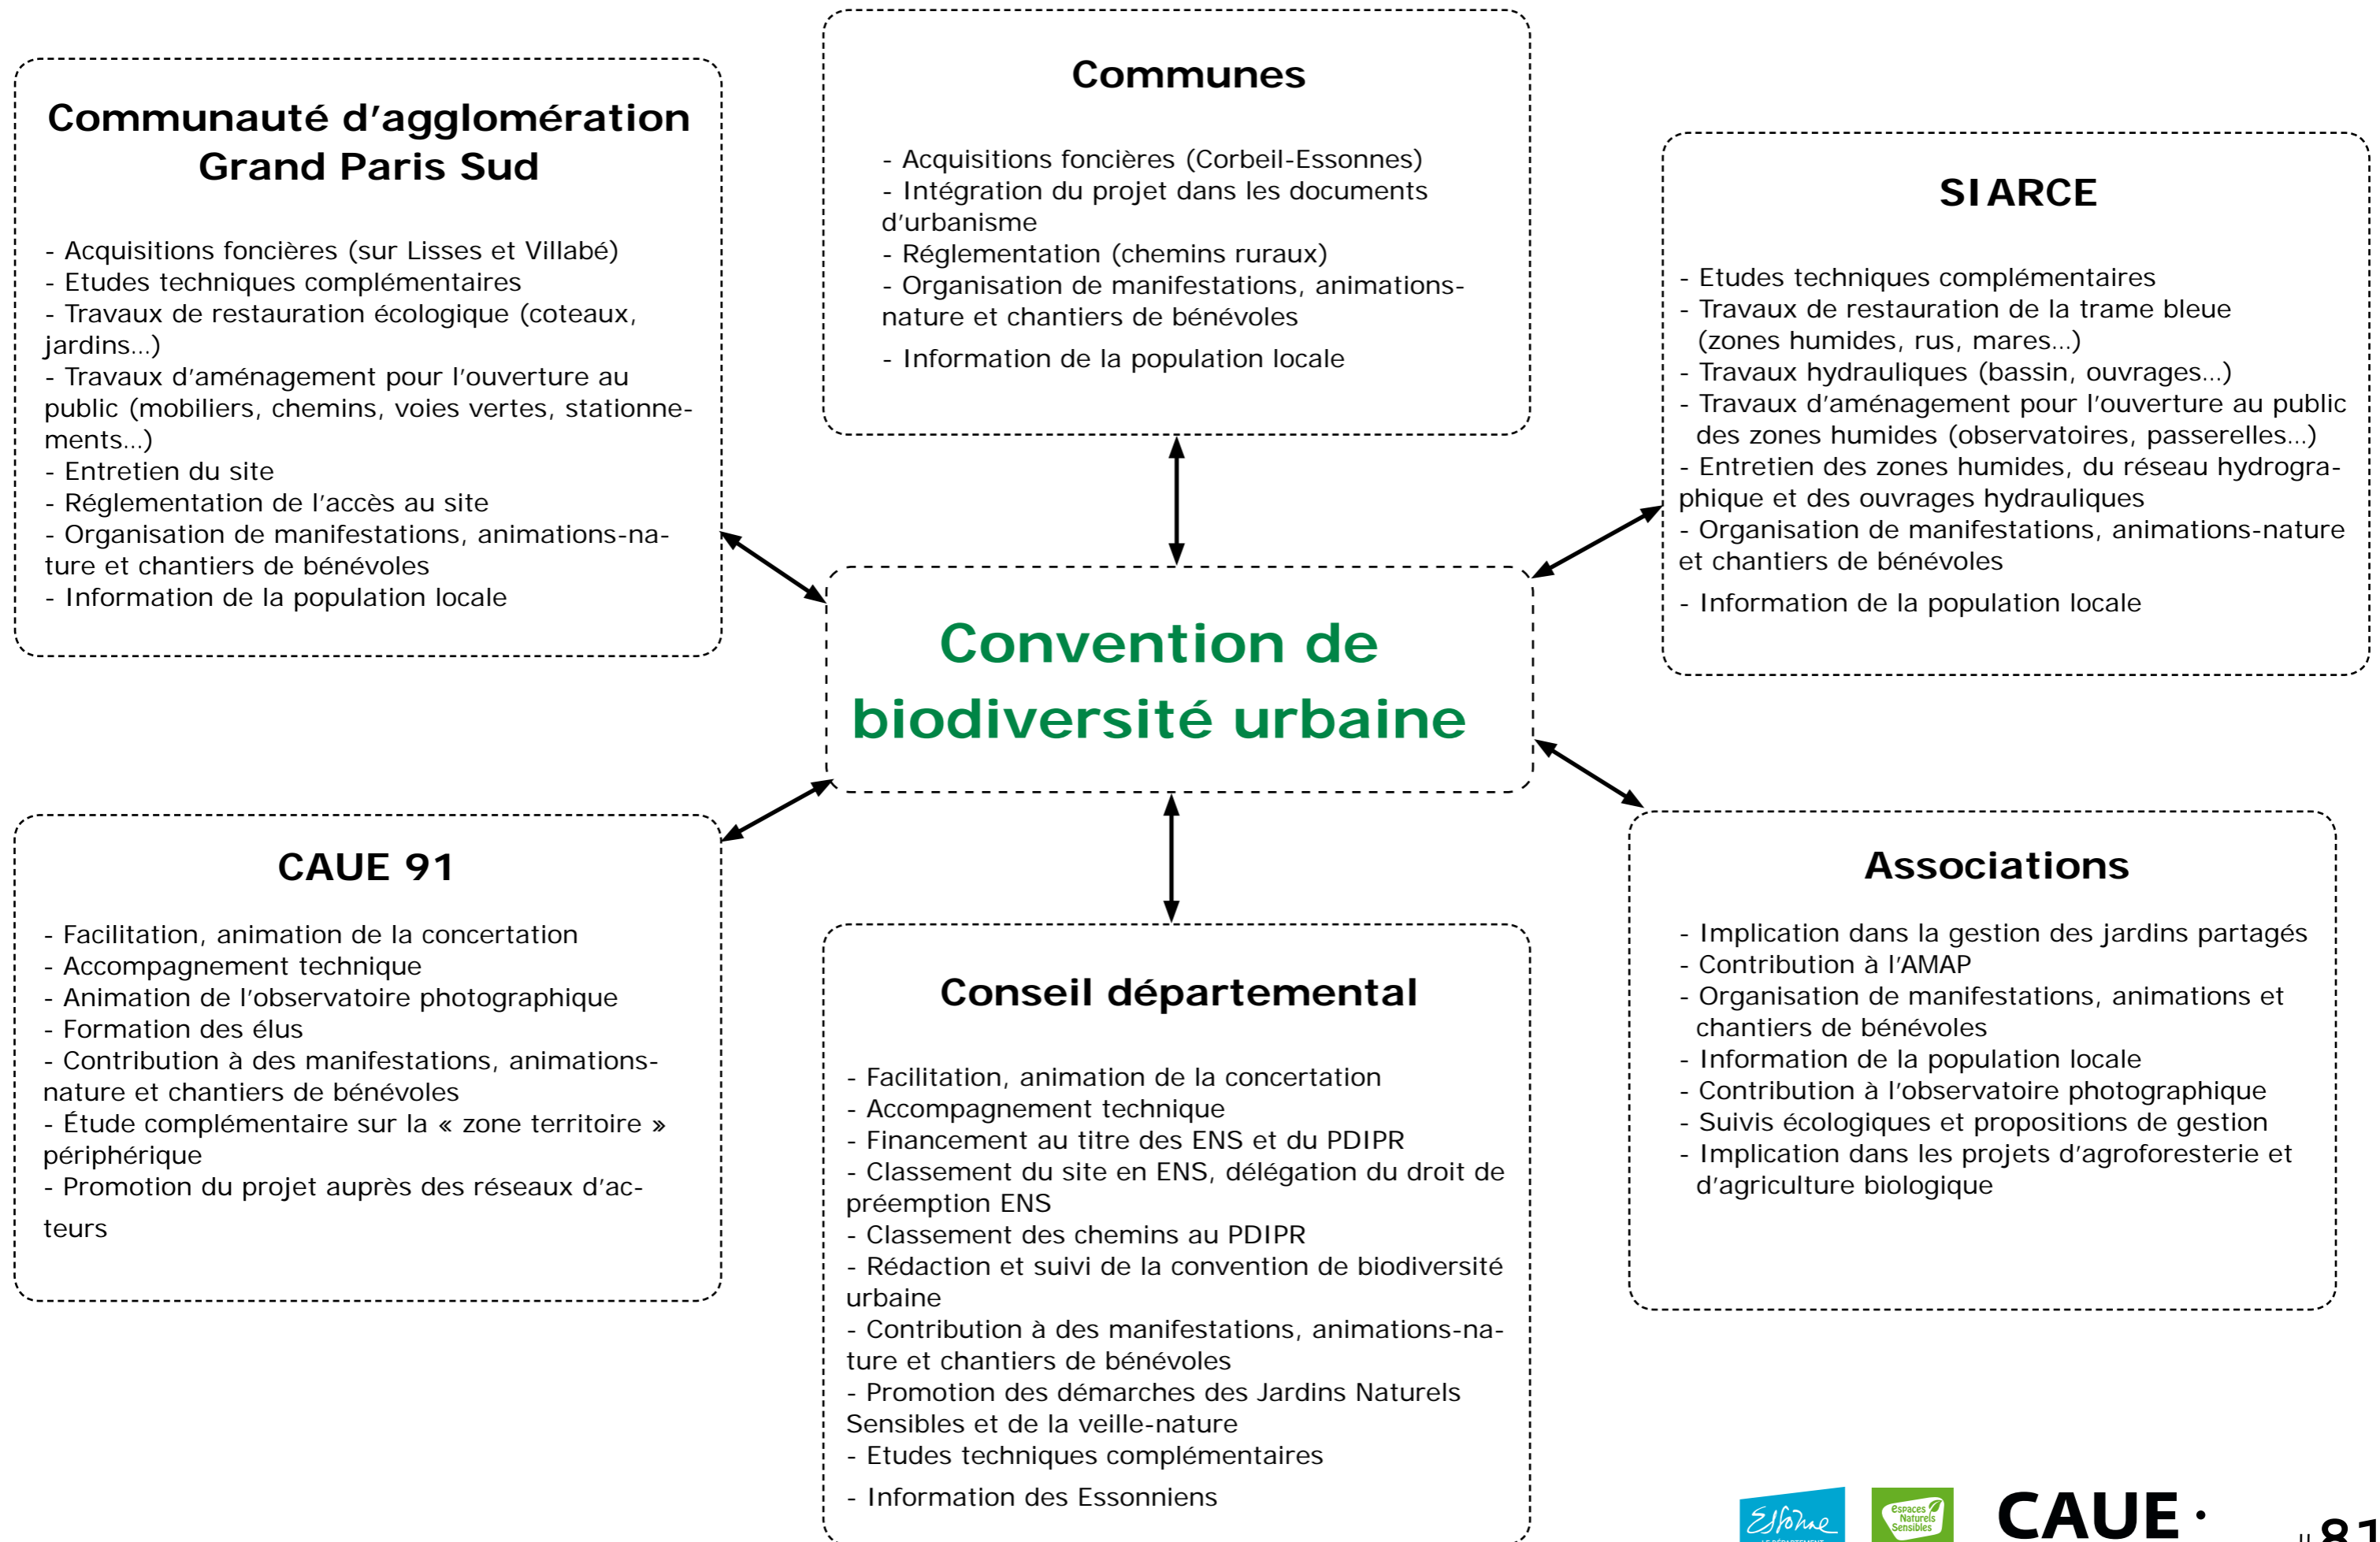 Communauté d'agglomération
Grand Paris Sud
- Acquisitions foncières (sur Lisses et Villabé)
- Etudes techniques complémentaires
- Travaux de restauration écologique (coteaux,
jardins...)
- Travaux d'aménagement pour l'ouverture au
public (mobiliers, chemins, voies vertes, stationne-
ments...)
- Entretien du site
- Réglementation de l'accès au site
- Organisation de manifestations, animations-na-
ture et chantiers de bénévoles
- Information de la population locale
Communes
- Acquisitions foncières (Corbeil-Essonnes)
- Intégration du projet dans les documents
d'urbanisme
- Réglementation (chemins ruraux)
- Organisation de manifestations, animations-
nature et chantiers de bénévoles
- Information de la population locale
SIARCE
- Etudes techniques complémentaires
- Travaux de restauration de la trame bleue
(zones humides, rus, mares...)
- Travaux hydrauliques (bassin, ouvrages...)
- Travaux d'aménagement pour l'ouverture au public
des zones humides (observatoires, passerelles...)
- Entretien des zones humides, du réseau hydrogra-
phique et des ouvrages hydrauliques
- Organisation de manifestations, animations-nature
et chantiers de bénévoles
- Information de la population locale
Convention de
biodiversité urbaine
CAUE 91
- Facilitation, animation de la concertation
- Accompagnement technique
- Animation de l'observatoire photographique
- Formation des élus
- Contribution à des manifestations, animations-
nature et chantiers de bénévoles
- Étude complémentaire sur la « zone territoire »
périphérique
- Promotion du projet auprès des réseaux d'ac-
teurs
Conseil départemental
- Facilitation, animation de la concertation
- Accompagnement technique
- Financement au titre des ENS et du PDIPR
- Classement du site en ENS, délégation du droit de
préemption ENS
- Classement des chemins au PDIPR
- Rédaction et suivi de la convention de biodiversité
urbaine
- Contribution à des manifestations, animations-na-
ture et chantiers de bénévoles
- Promotion des démarches des Jardins Naturels
Sensibles et de la veille-nature
- Etudes techniques complémentaires
- Information des Essonniens
Associations
- Implication dans la gestion des jardins partagés
- Contribution à l'AMAP
- Organisation de manifestations, animations et
chantiers de bénévoles
- Information de la population locale
- Contribution à l'observatoire photographique
- Suivis écologiques et propositions de gestion
- Implication dans les projets d'agroforesterie et
d'agriculture biologique
Essonne
LE DÉPARTEMENT
espaces
Naturels
Sensibles
CAUE
81